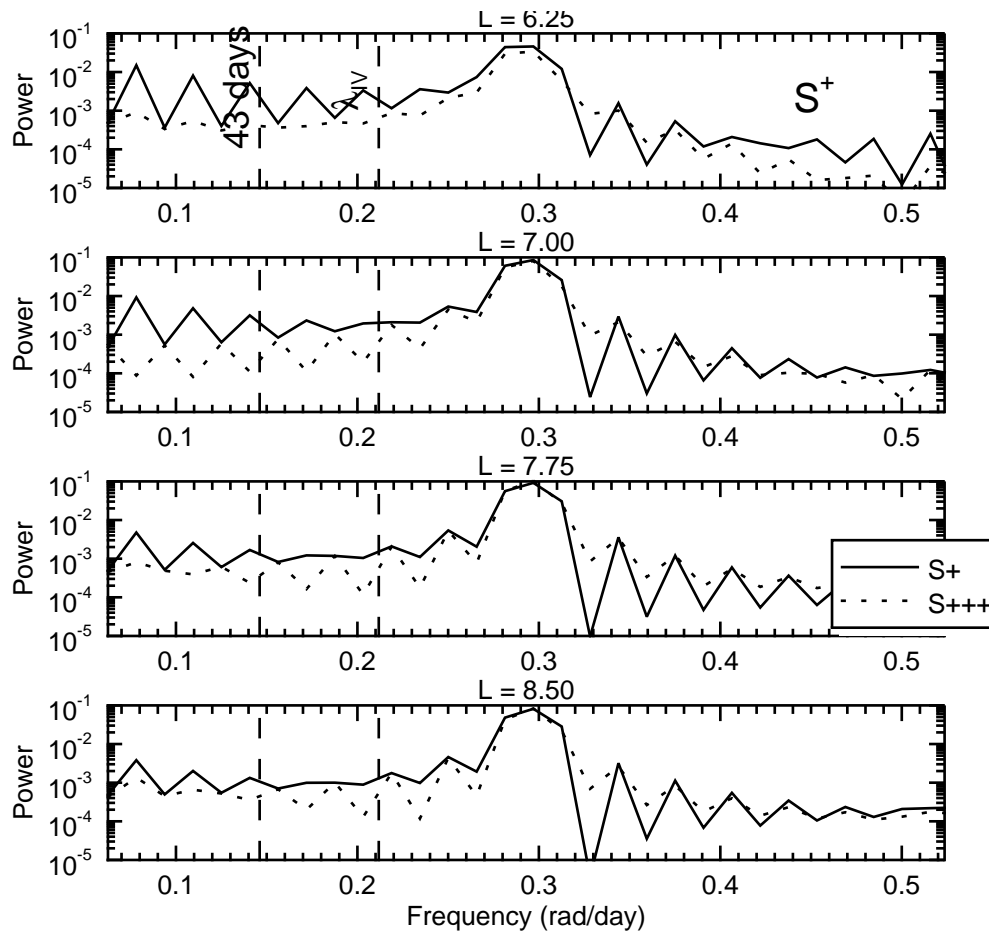 L = 6.25
10-1
10-2
10-3
10-4
10-5
Power
43 days
λIV
S+
0.1 0.2 0.3 0.4 0.5
L = 7.00
10-1
10-2
10-3
10-4
10-5
Power
0.1 0.2 0.3 0.4 0.5
L = 7.75
10-1
10-2
10-3
10-4
10-5
Power
S+
S+++
0.1 0.2 0.3 0.4 0.5
L = 8.50
10-1
10-2
10-3
10-4
10-5
Power
0.1 0.2 0.3 0.4 0.5
Frequency (rad/day)